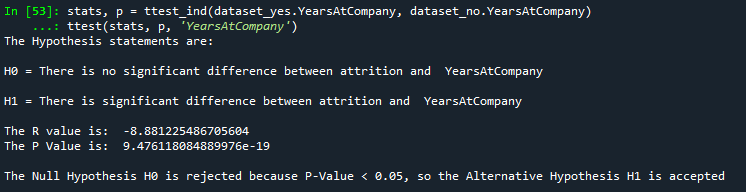 In [53]: stats, p = ttest_ind(dataset_yes.YearsAtCompany, dataset_no.YearsAtCompany)
    ...: ttest(stats, p, 'YearsAtCompany')
The Hypothesis statements are:
H0 = There is no significant difference between attrition and  YearsAtCompany
H1 = There is significant difference between attrition and  YearsAtCompany
The R value is:  -8.881225486705604
The P Value is:  9.476118084889976e-19
The Null Hypothesis H0 is rejected because P-Value < 0.05, so the Alternative Hypothesis H1 is accepted